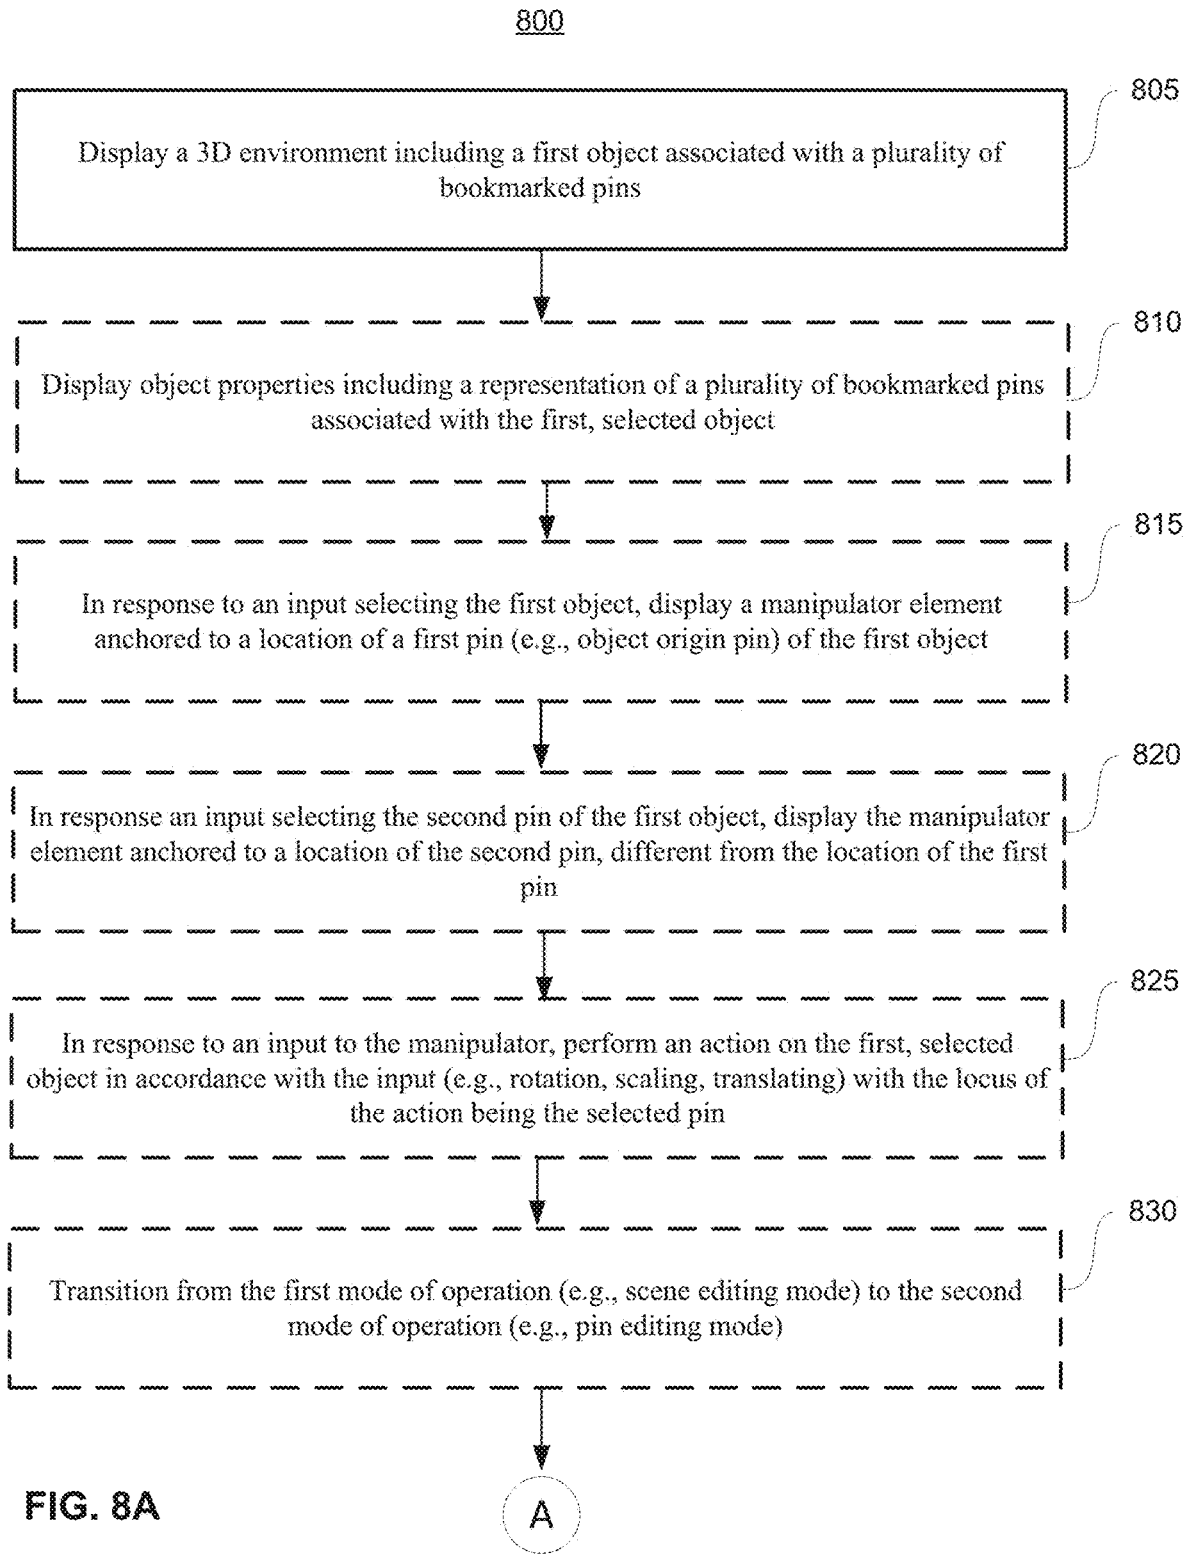 800
805
Display a 3D environment including a first object associated with a plurality of
bookmarked pins
810
Display object properties including a representation of a plurality of bookmarked pins
associated with the first, selected object
815
In response to an input selecting the first object, display a manipulator element
anchored to a location of a first pin (e.g., object origin pin) of the first object
820
In response an input selecting the second pin of the first object, display the manipulator
element anchored to a location of the second pin, different from the location of the first
pin
825
In response to an input to the manipulator, perform an action on the first, selected
object in accordance with the input (e.g., rotation, scaling, translating) with the locus of
the action being the selected pin
830
Transition from the first mode of operation (e.g., scene editing mode) to the second
mode of operation (e.g., pin editing mode)
A
FIG. 8A